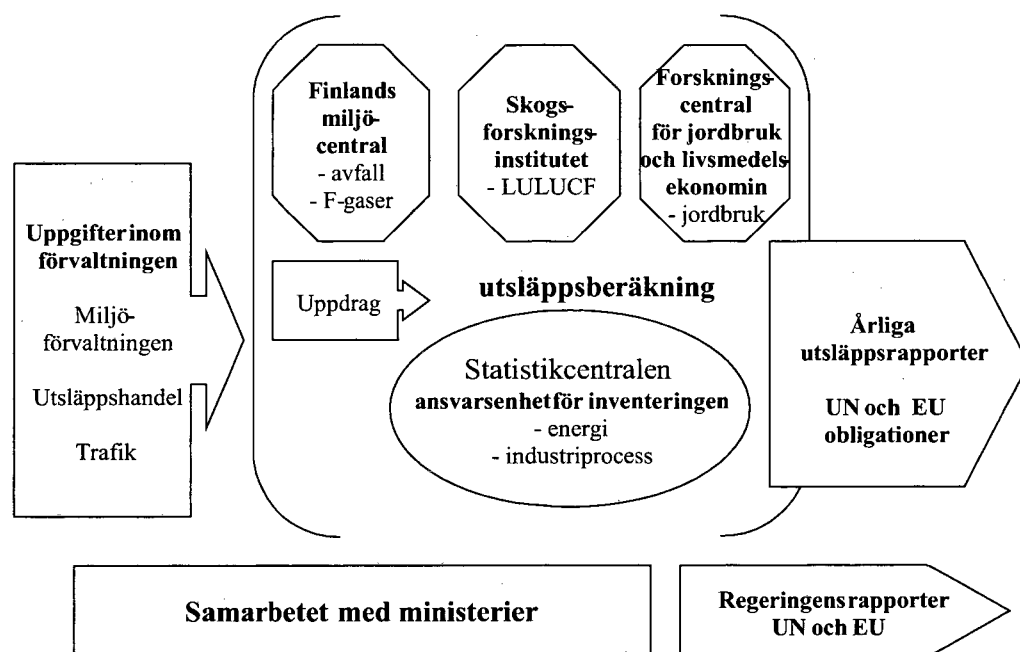 Finlands
miljö-
central
- avfall
- F-gaser
Skogs-
forsknings-
institutet
- LULUCF
Forsknings-
central
för jordbruk
och livsmedels-
ekonomin
- jordbruk
Uppgifter inom
förvaltningen
Miljö-
förvaltningen
Utsläppshandel
Trafik
Uppdrag
utsläppsberäkning
Statistikcentralen
ansvarsenhet för inventeringen
- energi
- industriprocess
Årliga
utsläppsrapporter
UN och EU
obligationer
Samarbetet med ministerier
Regeringens rapporter
UN och EU